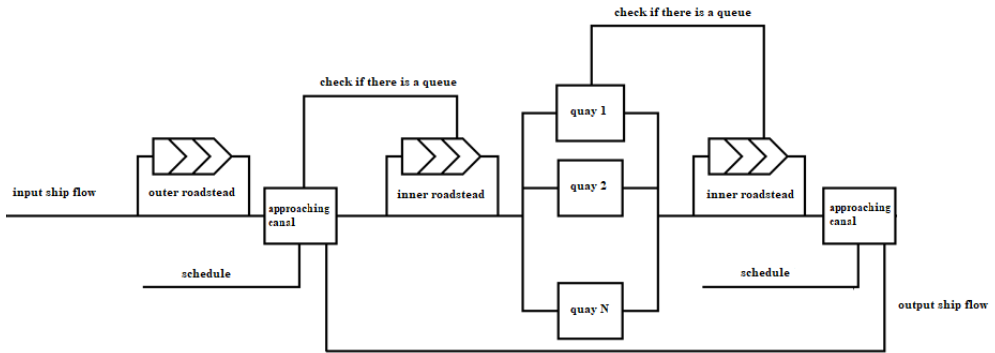 check if there is a queue
check if there is a queue
quay 1
quay 2
input ship flow
outer roadstead
approaching
canal
inner roadstead
inner roadstead
approaching
canal
schedule
schedule
quay N
output ship flow